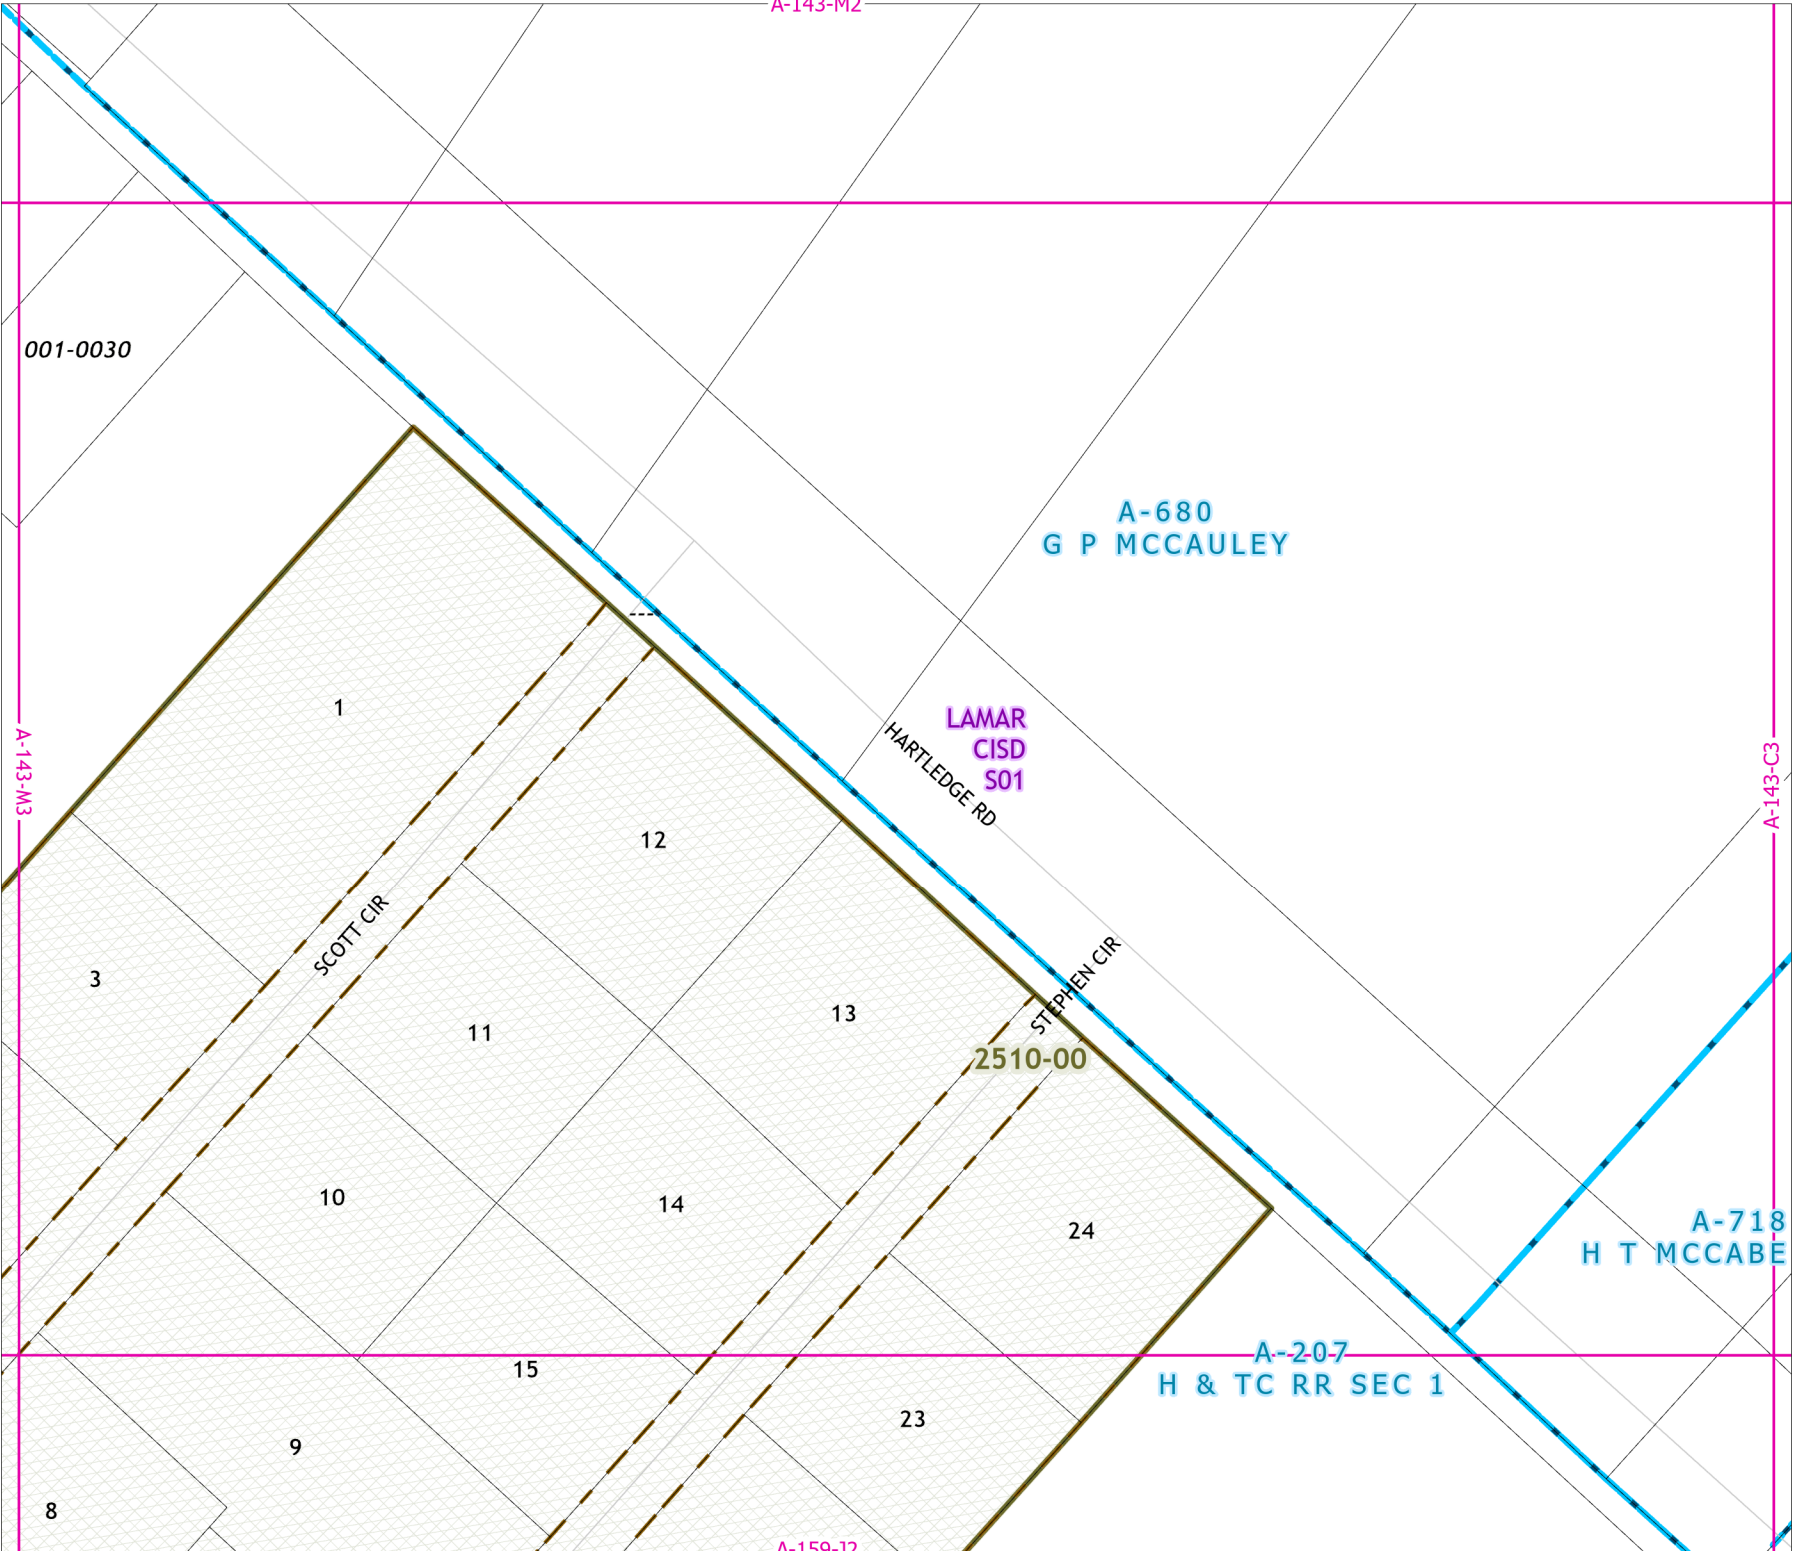 A-143-M2
001-0030
A-680
G P MCCAULEY
LAMAR
CISD
S01
HARTLEDGE RD
A-143-M3
A-143-C3
1
12
SCOTT CIR
3
11
13
STEPHEN CIR
2510-00
10
14
24
A-718
H T MCCABE
A-207
H & TC RR SEC 1
15
23
9
8
A-159-J2